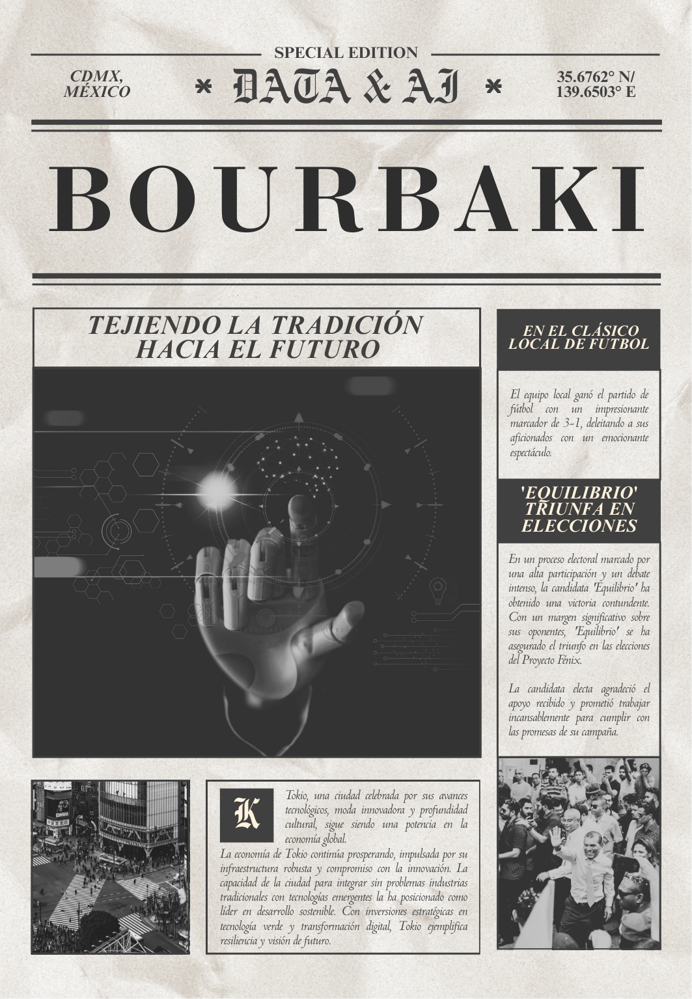 SPECIAL EDITION
CDMX,
MÉXICO
DATA & AI
35.6762° N/
139.6503° E
BOURBAKI
TEJIENDO LA TRADICIÓN
HACIA EL FUTURO
EN EL CLÁSICO
LOCAL DE FUTBOL
El equipo local ganó el partido de
fútbol con un impresionante
marcador de 3-1, deleitando a sus
aficionados con un emocionante
espectáculo.
'EQUILIBRIO'
TRIUNFA EN
ELECCIONES
En un proceso electoral marcado por
una alta participación y un debate
intenso, la candidata 'Equilibrio' ha
obtenido una victoria contundente.
Con un margen significativo sobre
sus oponentes, 'Equilibrio' se ha
asegurado el triunfo en las elecciones
del Proyecto Fénix.
La candidata electa agradeció el
apoyo recibido y prometió trabajar
incansablemente para cumplir con
las promesas de su campaña.
K
Tokio, una ciudad celebrada por sus avances
tecnológicos, moda innovadora y profundidad
cultural, sigue siendo una potencia en la
economía global.
La economía de Tokio continúa prosperando, impulsada por su
infraestructura robusta y compromiso con la innovación. La
capacidad de la ciudad para integrar sin problemas industrias
tradicionales con tecnologías emergentes la ha posicionado como
líder en desarrollo sostenible. Con inversiones estratégicas en
tecnología verde y transformación digital, Tokio ejemplifica
resiliencia y visión de futuro.
DMM
TSUTAYA